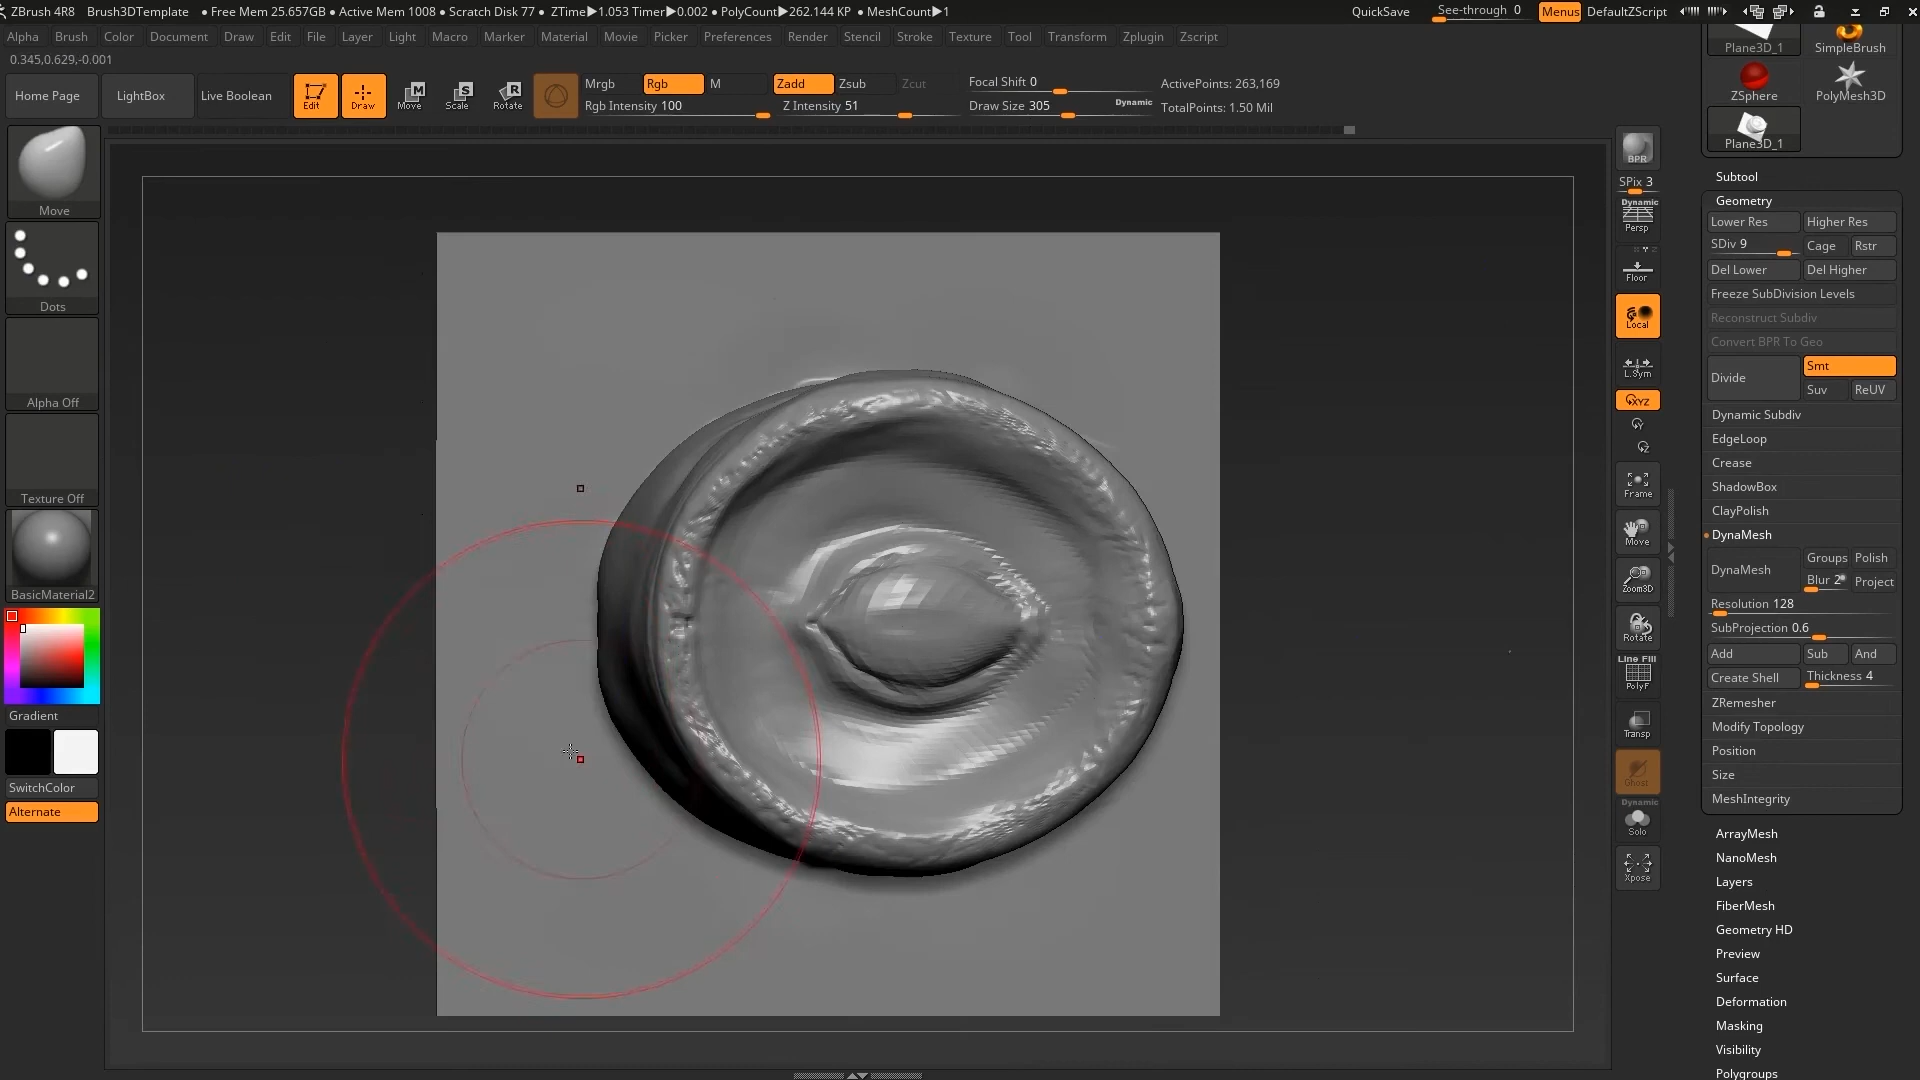 ZBrush 4R8 Brush3DTemplate ● Free Mem 25.657GB ● Active Mem 1008 ● Scratch Disk 77 ● ZTime▶1.053 Timer▶0.002 ● PolyCount▶262.144 KP ● MeshCount▶1 QuickSave See-through 0 Menus DefaultZScript
Alpha Brush Color Document Draw Edit File Layer Light Macro Marker Material Movie Picker Preferences Render Stencil Stroke Texture Tool Transform Zplugin Zscript
0.345,0.629,-0.001
Home Page LightBox Live Boolean Edit Draw Move Scale Rotate
Mrgb Rgb M Zadd Zsub Zcut
Rgb Intensity 100 Z Intensity 51
Focal Shift 0
Draw Size 305 Dynamic
ActivePoints: 263,169
TotalPoints: 1.50 Mil
Move
Dots
Alpha Off
Texture Off
BasicMaterial2
Gradient
SwitchColor
Alternate
BPR
SPix 3
Dynamic
Persp
Floor
Local
L.Sym
XYZ
Y
Z
Frame
Move
Zoom3D
Rotate
Line Fill
PolyF
Transp
Ghost
Dynamic
Solo
Xpose
Plane3D_1 SimpleBrush
ZSphere PolyMesh3D
Plane3D_1
Subtool
Geometry
Lower Res Higher Res
SDiv 9 Cage Rstr
Del Lower Del Higher
Freeze SubDivision Levels
Reconstruct Subdiv
Convert BPR To Geo
Divide Smt
Suv ReUV
Dynamic Subdiv
EdgeLoop
Crease
ShadowBox
ClayPolish
DynaMesh
DynaMesh Groups Polish
Blur 2 Project
Resolution 128
SubProjection 0.6
Add Sub And
Create Shell Thickness 4
ZRemesher
Modify Topology
Position
Size
MeshIntegrity
ArrayMesh
NanoMesh
Layers
FiberMesh
Geometry HD
Preview
Surface
Deformation
Masking
Visibility
Polygroups